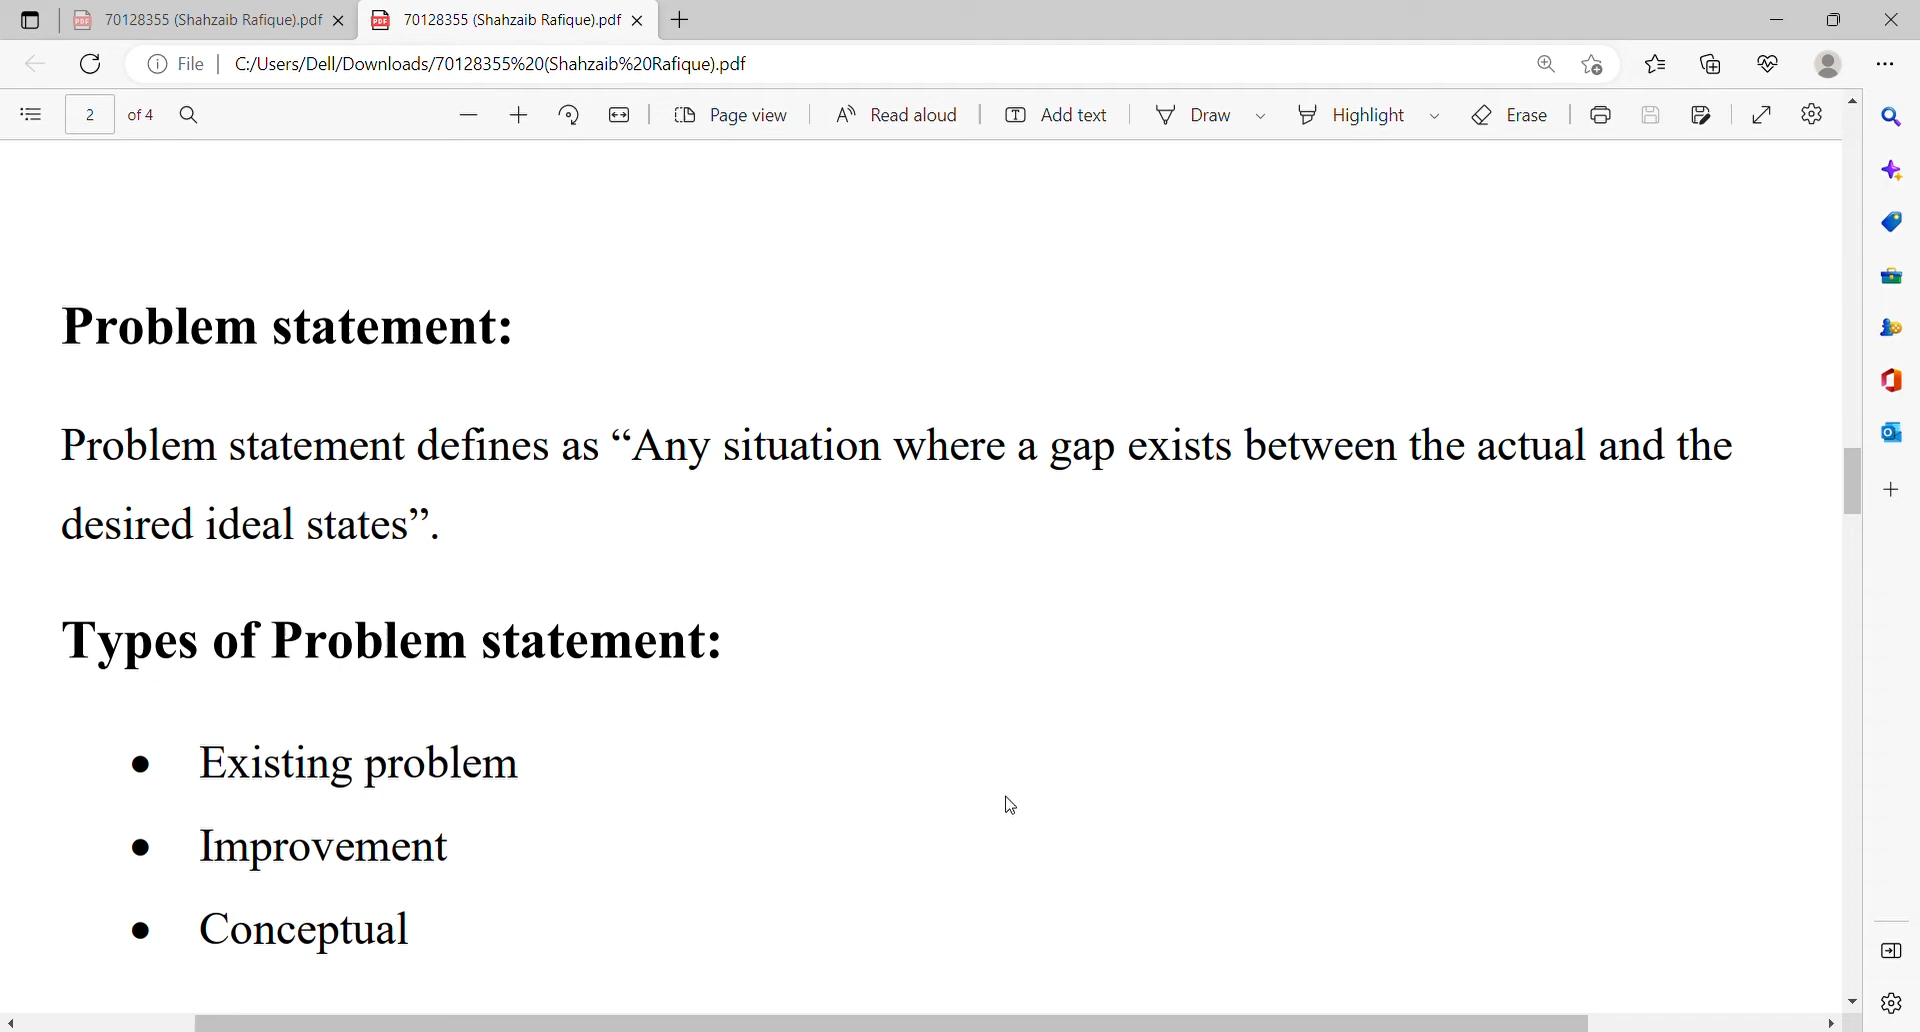 70128355 (Shahzaib Rafique).pdf
70128355 (Shahzaib Rafique).pdf
File
C:/Users/Dell/Downloads/70128355%20(Shahzaib%20Rafique).pdf
2 of 4
Page view
Read aloud
Add text
Draw
Highlight
Erase
Problem statement:
Problem statement defines as “Any situation where a gap exists between the actual and the
desired ideal states”.
Types of Problem statement:
• Existing problem
• Improvement
• Conceptual